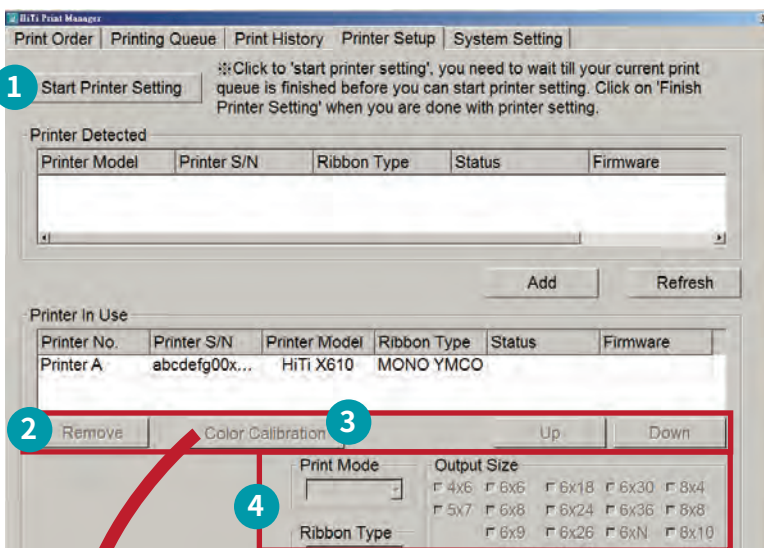 HiTi Print Manager
Print Order Printing Queue Print History Printer Setup System Setting
1 Start Printer Setting
※Click to 'start printer setting', you need to wait till your current print
queue is finished before you can start printer setting. Click on 'Finish
Printer Setting' when you are done with printer setting.
Printer Detected
Printer Model Printer S/N Ribbon Type Status Firmware
Add Refresh
Printer In Use
Printer No. Printer S/N Printer Model Ribbon Type Status Firmware
Printer A abcdefg00x... HiTi X610 MONO YMCO
2 Remove Color Calibration 3 Up Down
4
Print Mode Output Size
4x6 6x6 6x18 6x30 8x4
5x7 6x8 6x24 6x36 8x8
Ribbon Type 6x9 6x26 6xN 8x10